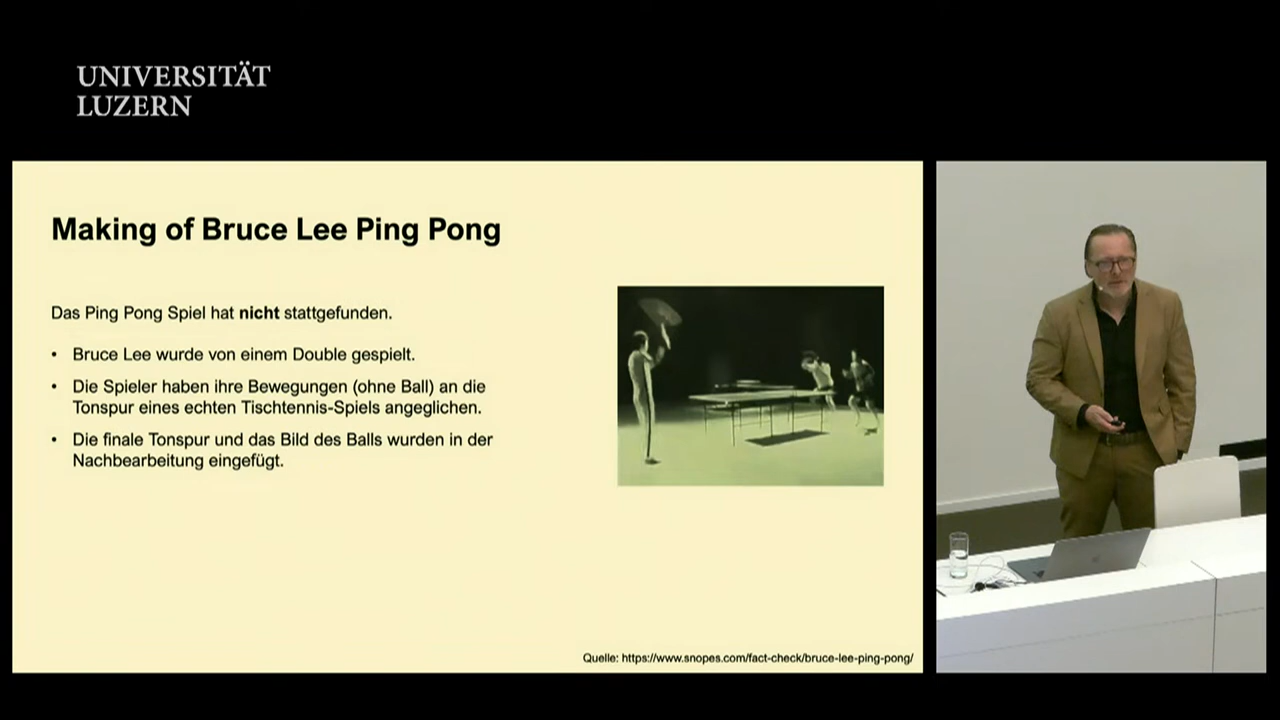 UNIVERSITÄT
LUZERN
Making of Bruce Lee Ping Pong
Das Ping Pong Spiel hat nicht stattgefunden.
• Bruce Lee wurde von einem Double gespielt.
• Die Spieler haben ihre Bewegungen (ohne Ball) an die
Tonspur eines echten Tischtennis-Spiels angeglichen.
• Die finale Tonspur und das Bild des Balls wurden in der
Nachbearbeitung eingefügt.
Quelle: https://www.snopes.com/fact-check/bruce-lee-ping-pong/